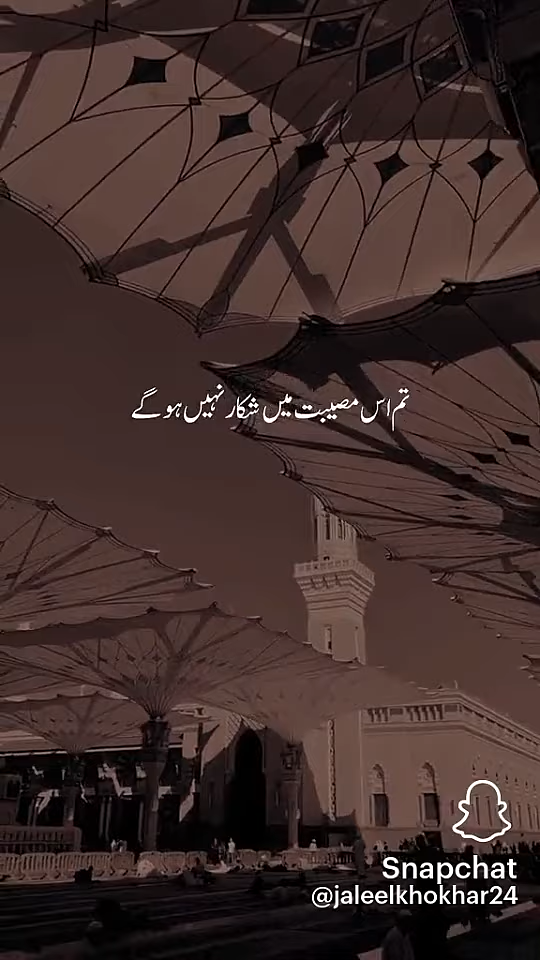 تم اس مصیبت میں شکار نہیں ہو گے
Snapchat
@jaleelkhokhar24